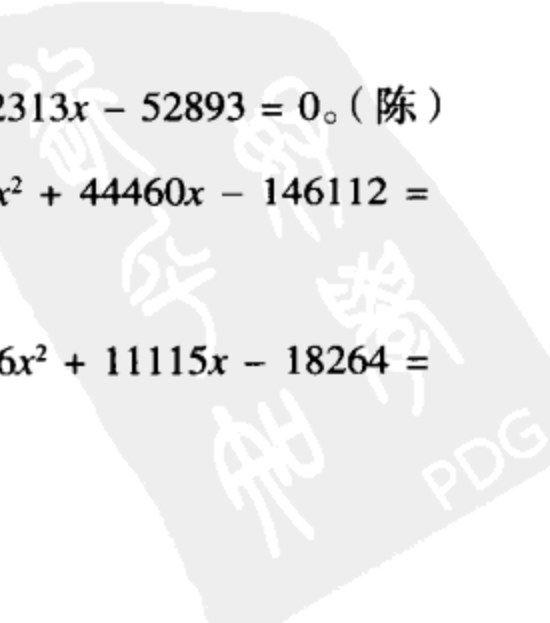 2313x − 52893 = 0。(陈)
x² + 44460x − 146112 =
6x² + 11115x − 18264 =
PDG